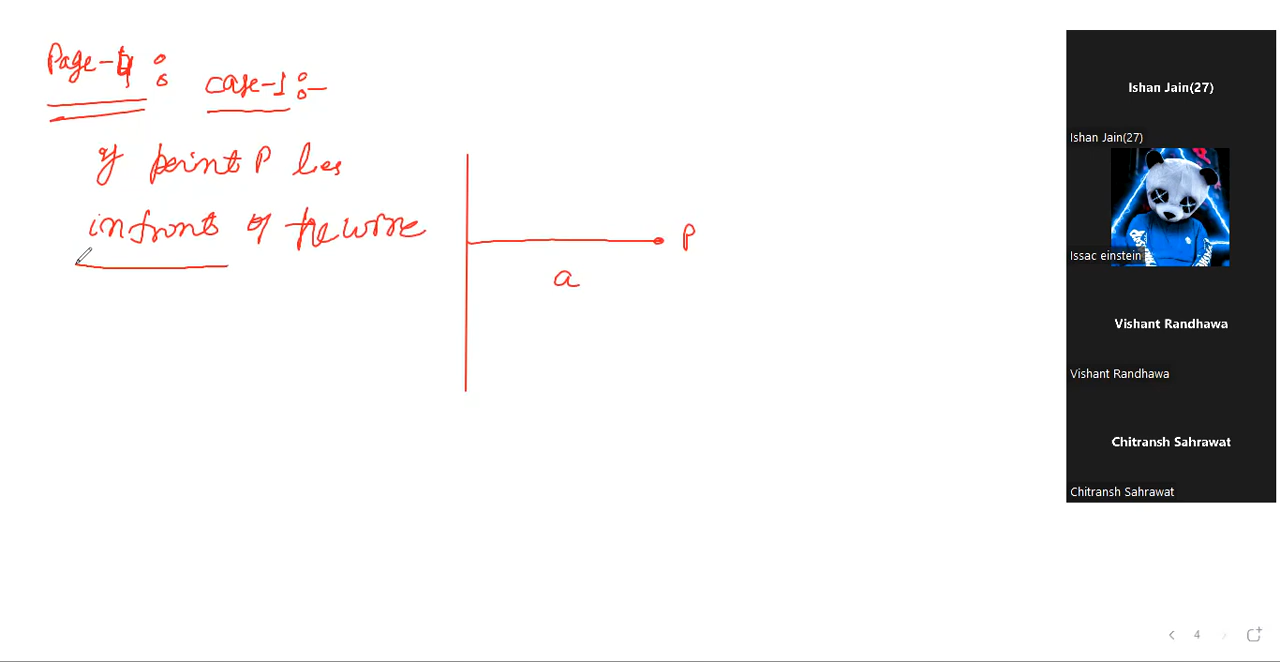 Page-4 : Case-1 :-
if point P lies
infront of the wire
P
a
Ishan Jain(27)
Ishan Jain(27)
Issac einstein
Vishant Randhawa
Vishant Randhawa
Chitransh Sahrawat
Chitransh Sahrawat
4